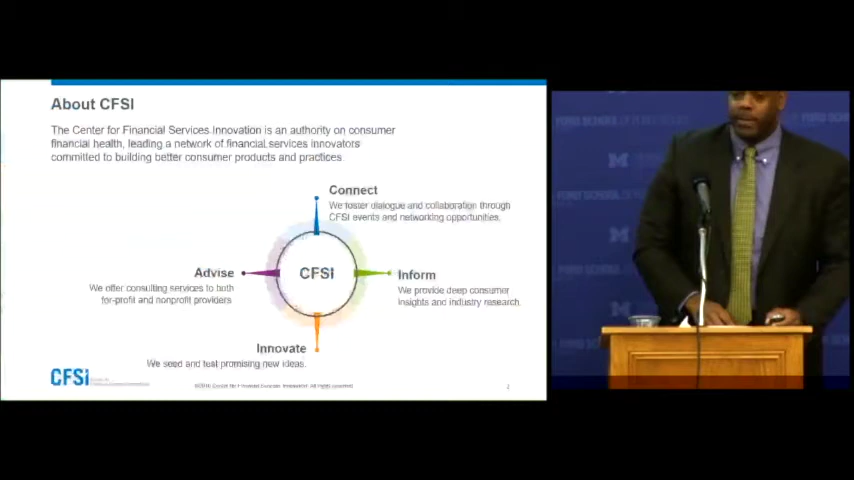 About CFSI
The Center for Financial Services Innovation is an authority on consumer
financial health, leading a network of financial services innovators
committed to building better consumer products and practices.
Connect
We foster dialogue and collaboration through
CFSI events and networking opportunities.
Advise
We offer consulting services to both
for-profit and nonprofit providers
CFSI
Inform
We provide deep consumer
insights and industry research.
Innovate
We seed and test promising new ideas.
CFSI
2
FORD SCHOOL
M
M